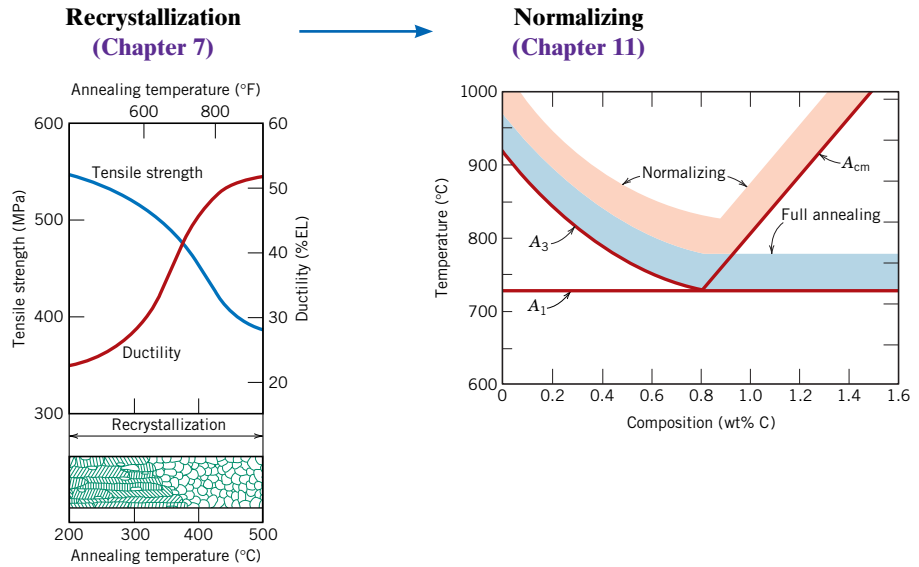 Recrystallization
(Chapter 7)
Normalizing
(Chapter 11)
Annealing temperature (°F)
600 800
600
500
400
300
Tensile strength (MPa)
60
50
40
30
20
Ductility (%EL)
Tensile strength
Ductility
Recrystallization
200 300 400 500
Annealing temperature (°C)
1000
900
800
700
600
Temperature (°C)
Normalizing
Acm
Full annealing
A3
A1
0 0.2 0.4 0.6 0.8 1.0 1.2 1.4 1.6
Composition (wt% C)